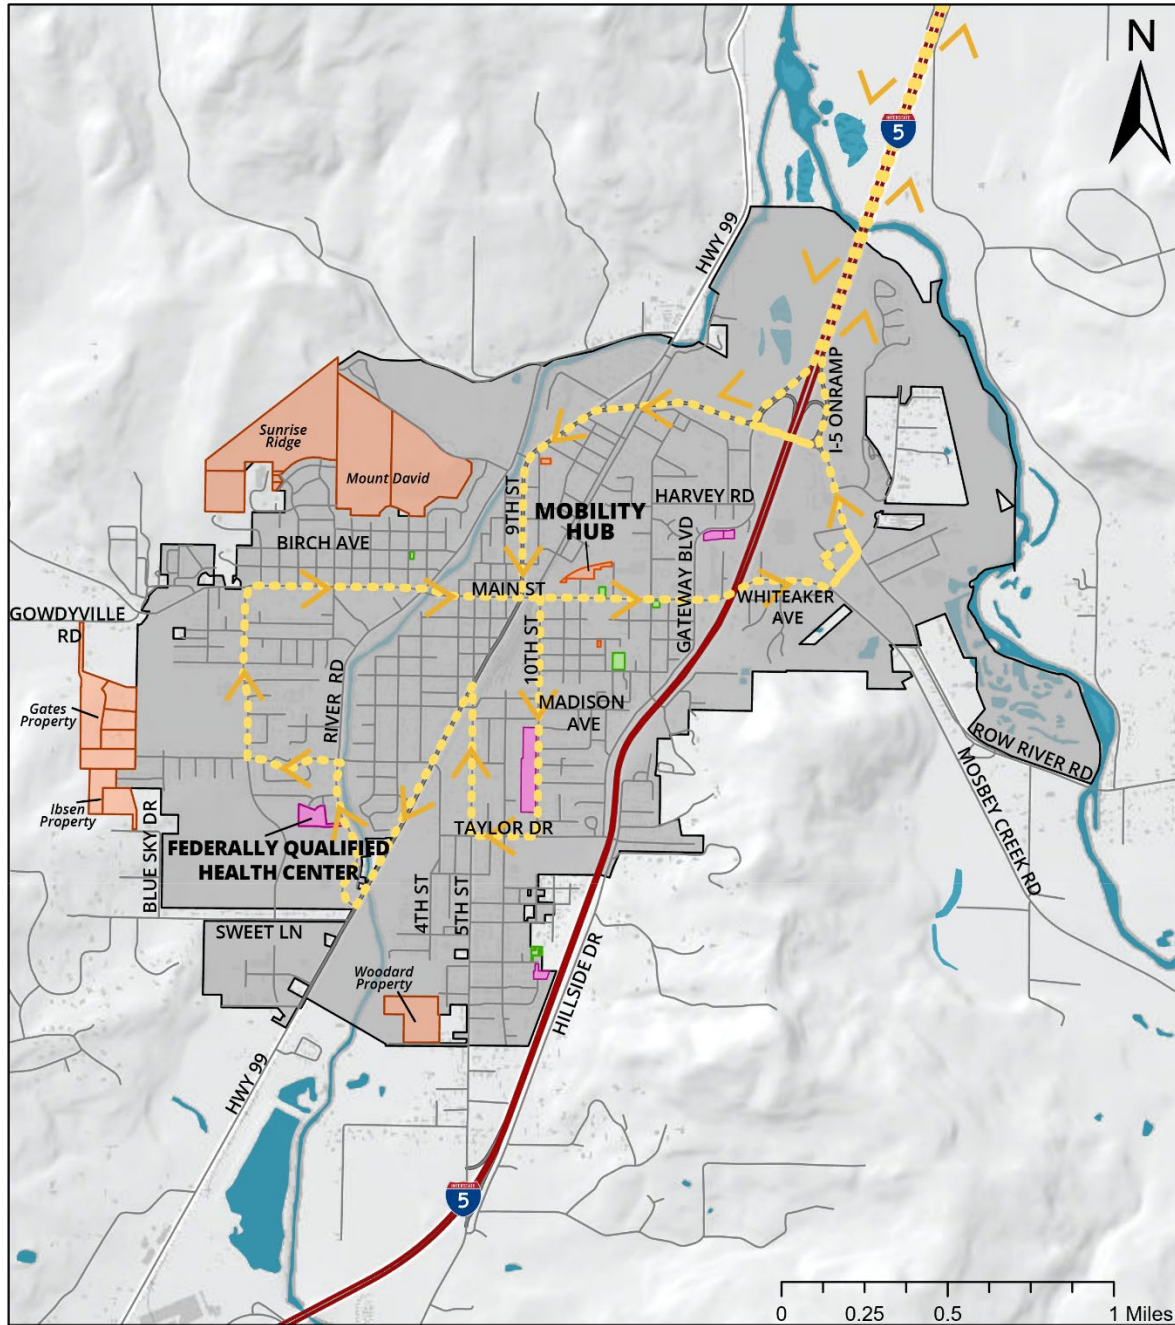 N
INTERSTATE
5
HWY 99
I-5 ONRAMP
Sunrise
Ridge
Mount David
9TH ST
HARVEY RD
MOBILITY
HUB
BIRCH AVE
GATEWAY BLVD
MAIN ST
WHITEAKER
AVE
GOWDYVILLE
RD
10TH ST
RIVER RD
MADISON
AVE
Gates
Property
ROW RIVER RD
MOSBEY CREEK RD
Ibsen
Property
BLUE SKY DR
TAYLOR DR
FEDERALLY QUALIFIED
HEALTH CENTER
4TH ST
5TH ST
SWEET LN
HILLSIDE DR
Woodard
Property
HWY 99
INTERSTATE
5
0 0.25 0.5 1 Miles